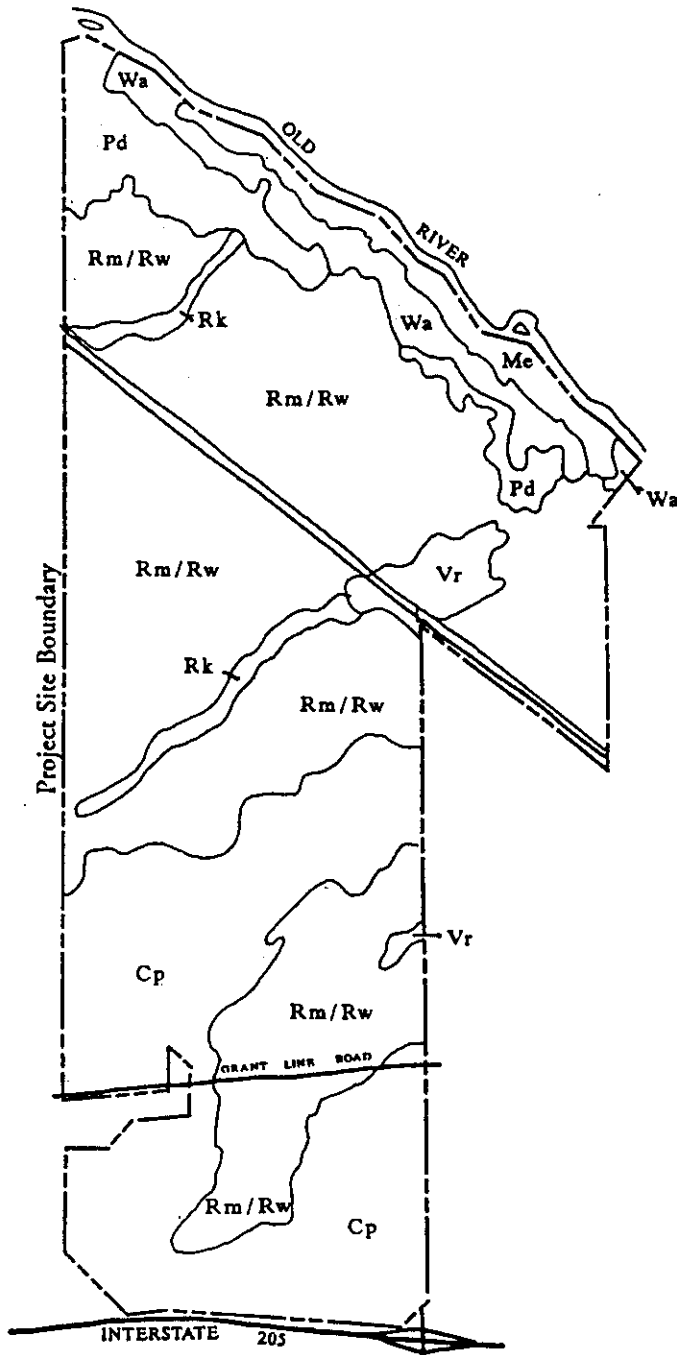 Wa
OLD
Pd
RIVER
Rm/Rw
Rk
Wa
Me
Rm/Rw
Pd
Wa
Rm/Rw
Vr
Rk
Rm/Rw
Project Site Boundary
Vr
Cp
Rm/Rw
GRANT LINE ROAD
Rm/Rw
Cp
INTERSTATE 205